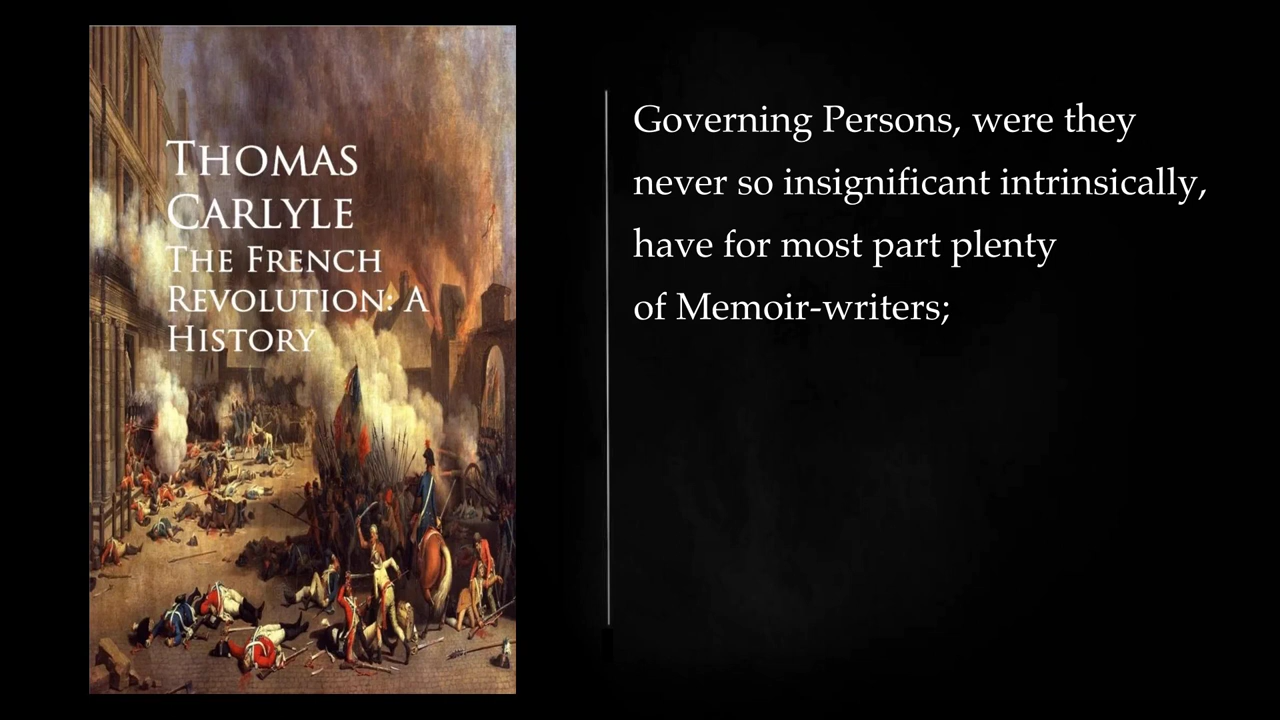 THOMAS
CARLYLE
THE FRENCH
REVOLUTION: A
HISTORY
Governing Persons, were they
never so insignificant intrinsically,
have for most part plenty
of Memoir-writers;